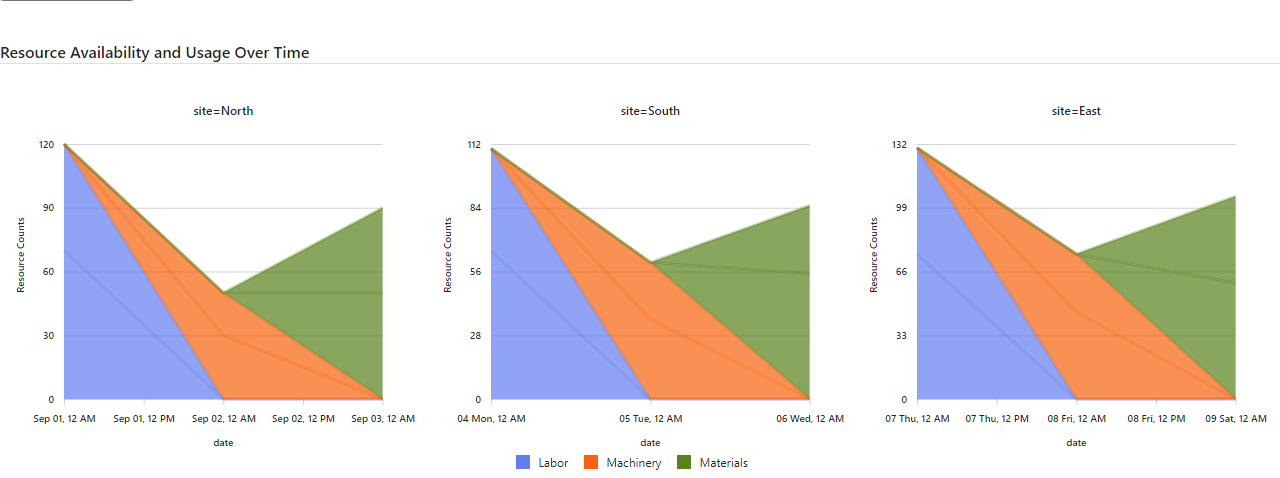 Resource Availability and Usage Over Time
site=North
120
90
60
30
0
Resource Counts
Sep 01, 12 AM
Sep 01, 12 PM
Sep 02, 12 AM
Sep 02, 12 PM
Sep 03, 12 AM
date
site=South
112
84
56
28
0
Resource Counts
04 Mon, 12 AM
05 Tue, 12 AM
06 Wed, 12 AM
date
site=East
132
99
66
33
0
Resource Counts
07 Thu, 12 AM
07 Thu, 12 PM
08 Fri, 12 AM
08 Fri, 12 PM
09 Sat, 12 AM
date
Labor
Machinery
Materials